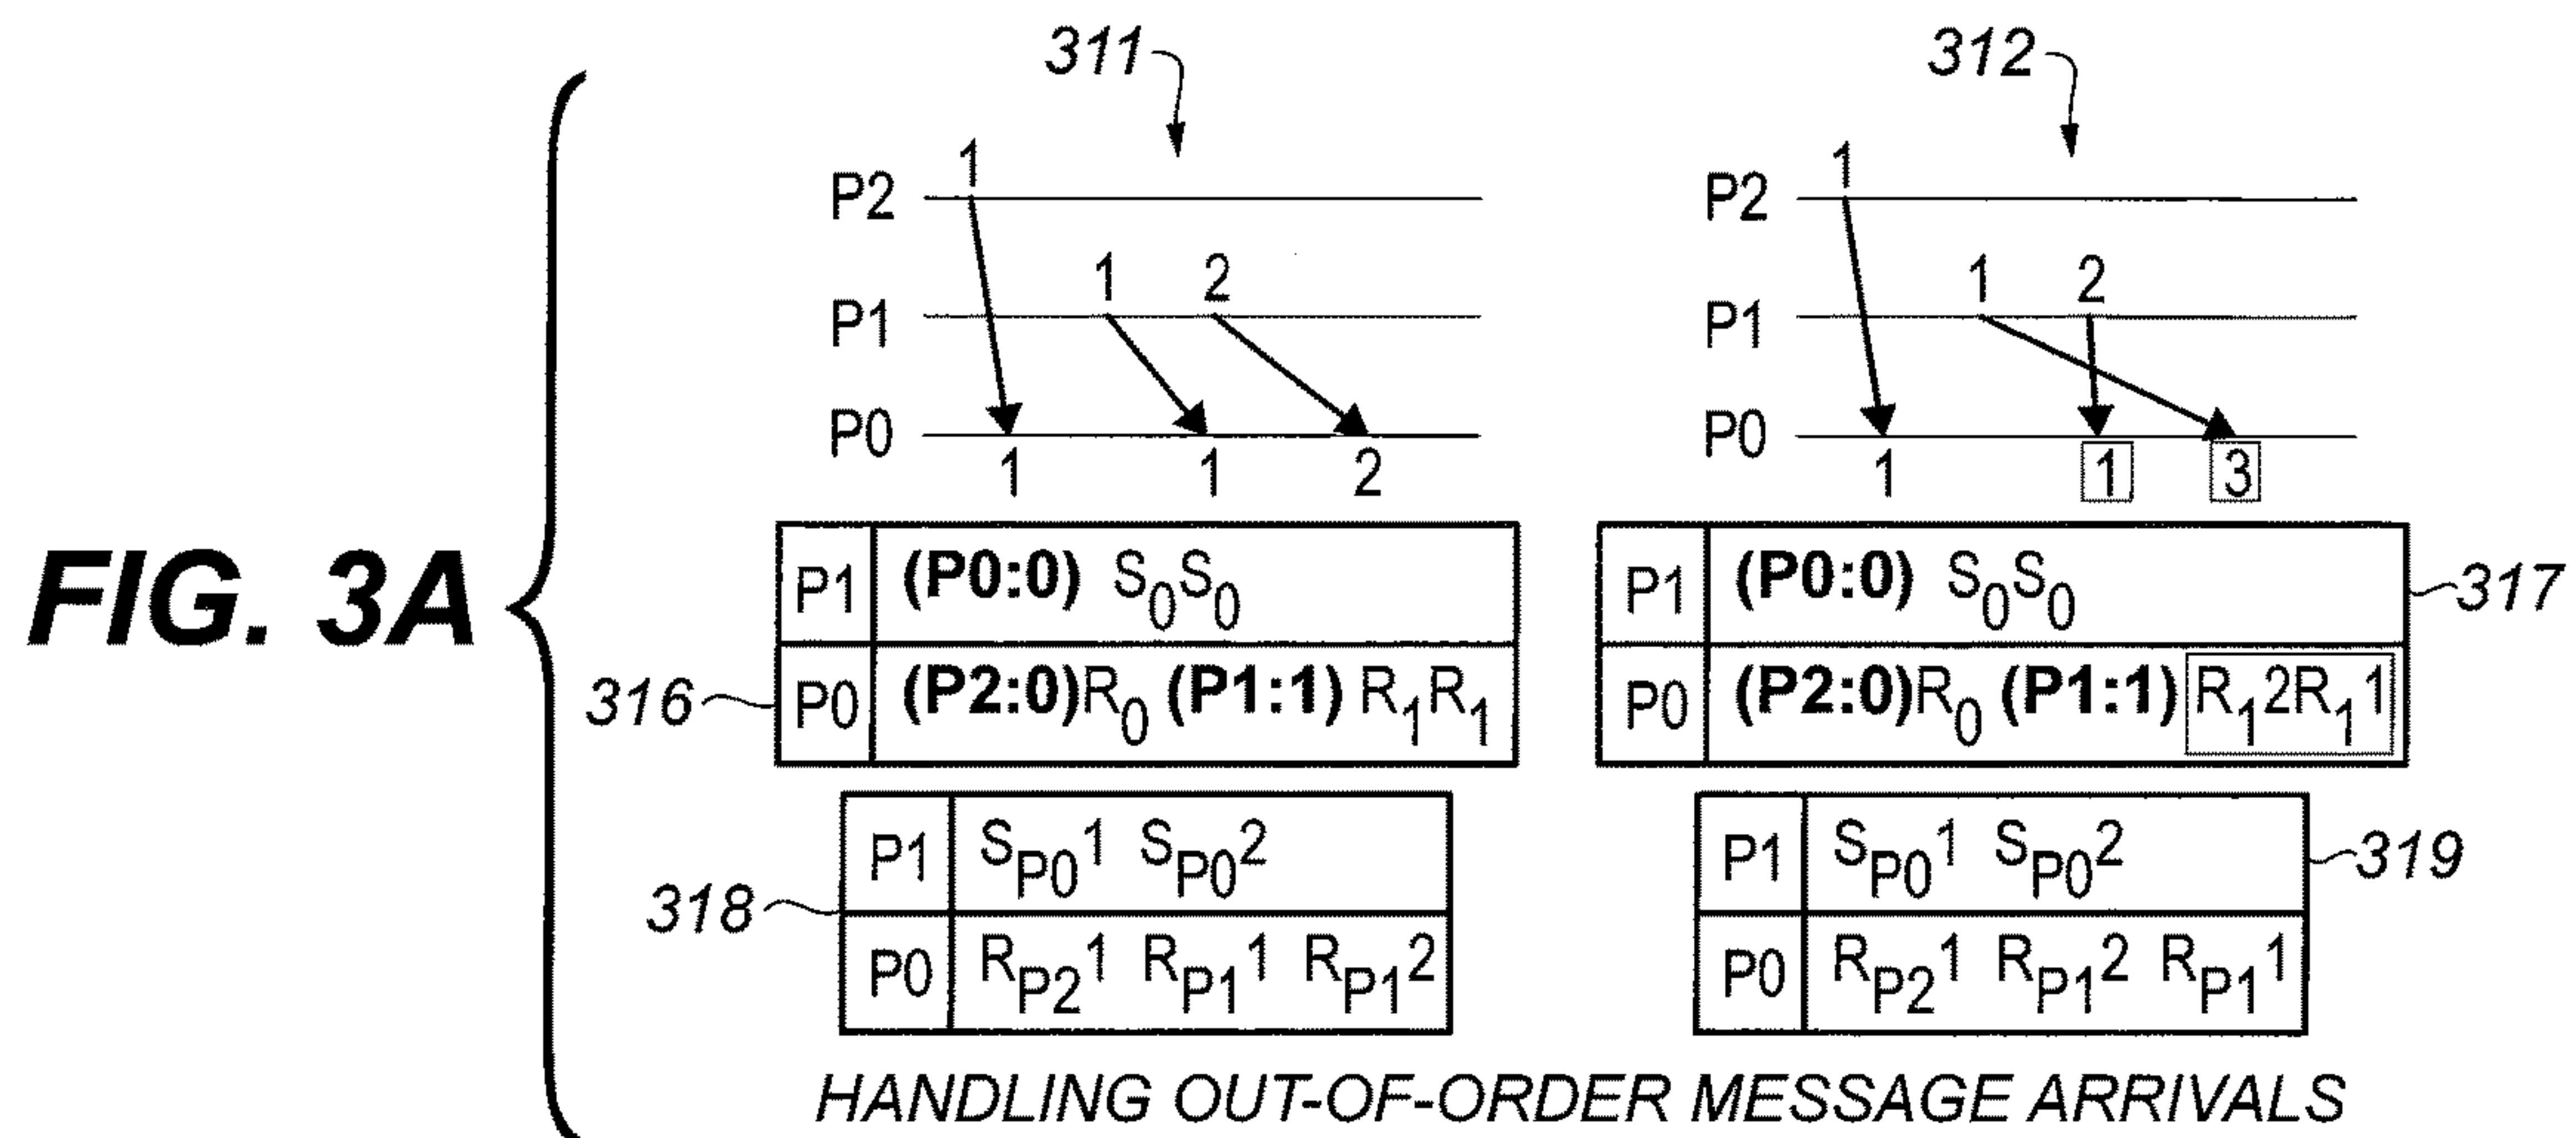 311 312
1 1
P2 P2
1 2 1 2
P1 P1
P0 P0
1 1 2 1 1 3
FIG. 3A
P1 (P0:0) S0S0 P1 (P0:0) S0S0 317
316 P0 (P2:0)R0 (P1:1) R1R1 P0 (P2:0)R0 (P1:1) R12R11
P1 SP01 SP02 P1 SP01 SP02 319
318 P0 RP21 RP11 RP12 P0 RP21 RP12 RP11
HANDLING OUT-OF-ORDER MESSAGE ARRIVALS